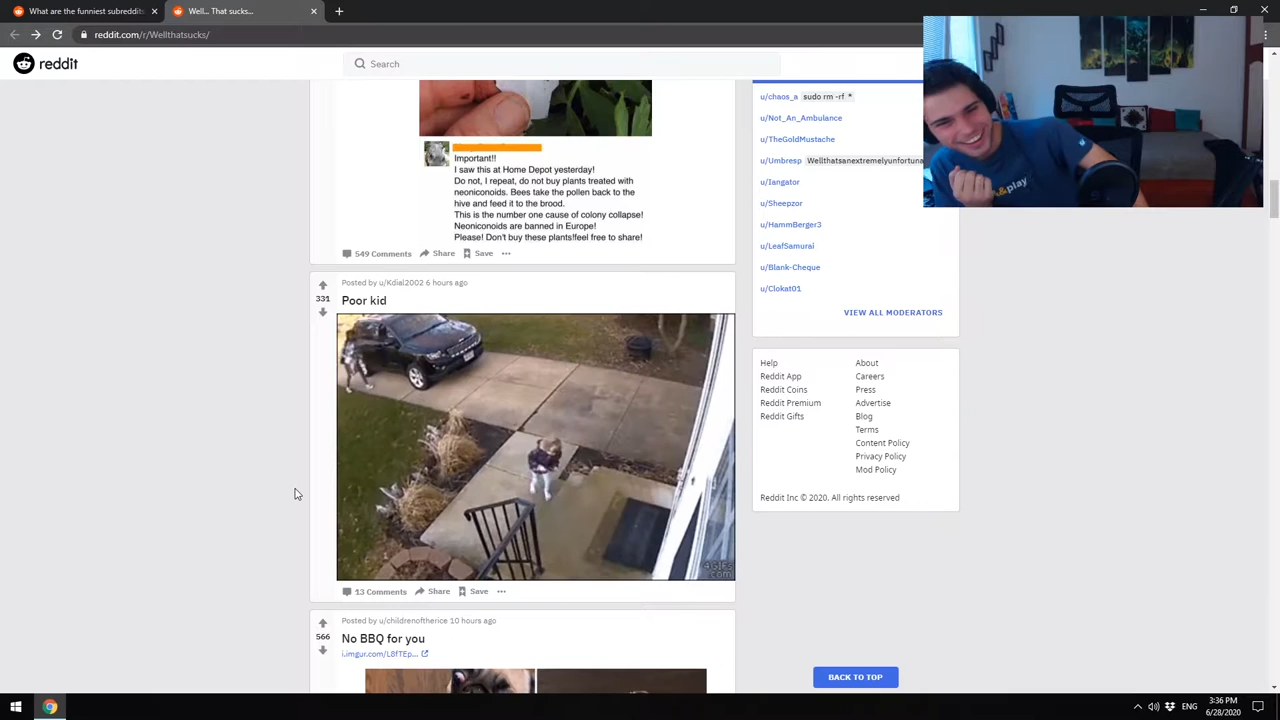 What are the funniest subreddits
Well... That sucks.
reddit.com/r/Wellthatsucks/
reddit
Search
Important!!
I saw this at Home Depot yesterday!
Do not, I repeat, do not buy plants treated with
neoniconoids. Bees take the pollen back to the
hive and feed it to the brood.
This is the number one cause of colony collapse!
Neoniconoids are banned in Europe!
Please! Don't buy these plants!feel free to share!
549 Comments Share Save
Posted by u/Kdial2002 6 hours ago
331
Poor kid
4GIFs
.com
13 Comments Share Save
Posted by u/childrenoftherice 10 hours ago
566
No BBQ for you
i.imgur.com/L8fTEp...
u/chaos_a sudo rm -rf *
u/Not_An_Ambulance
u/TheGoldMustache
u/Umbresp Wellthatsanextremelyunfortuna
u/Iangator
u/Sheepzor
u/HammBerger3
u/LeafSamurai
u/Blank-Cheque
u/Clokat01
VIEW ALL MODERATORS
Help About
Reddit App Careers
Reddit Coins Press
Reddit Premium Advertise
Reddit Gifts Blog
Terms
Content Policy
Privacy Policy
Mod Policy
Reddit Inc © 2020. All rights reserved
BACK TO TOP
&play
ENG
3:36 PM
6/28/2020